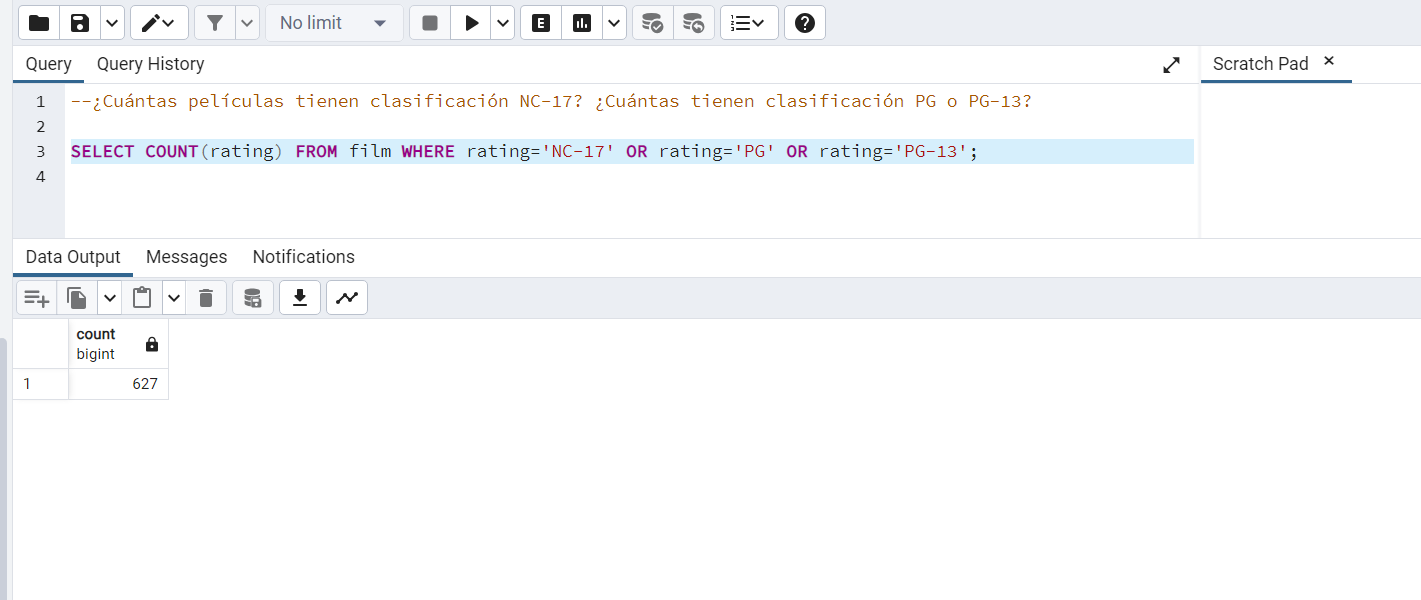 No limit
E
Query Query History
Scratch Pad
1 --¿Cuántas películas tienen clasificación NC-17? ¿Cuántas tienen clasificación PG o PG-13?
2
3 SELECT COUNT(rating) FROM film WHERE rating='NC-17' OR rating='PG' OR rating='PG-13';
4
Data Output Messages Notifications
count
bigint
1 627